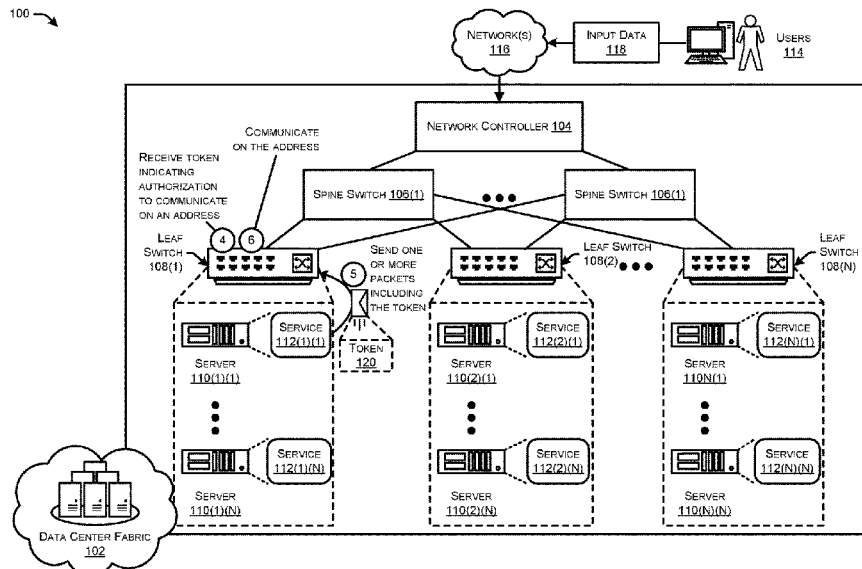 100
NETWORK(S)
116
INPUT DATA
118
USERS
114
NETWORK CONTROLLER 104
COMMUNICATE
ON THE ADDRESS
RECEIVE TOKEN
INDICATING
AUTHORIZATION
TO COMMUNICATE
ON AN ADDRESS
SPINE SWITCH 106(1)
SPINE SWITCH 106(1)
4
6
LEAF
SWITCH
108(1)
5
SEND ONE
OR MORE
PACKETS
INCLUDING
THE TOKEN
LEAF
SWITCH 108(2)
LEAF
SWITCH
108(N)
TOKEN
120
SERVICE
112(1)(1)
SERVER
110(1)(1)
SERVICE
112(2)(1)
SERVER
110(2)(1)
SERVICE
112(N)(1)
SERVER
110N(1)
SERVICE
112(1)(N)
SERVER
110(1)(N)
SERVICE
112(2)(N)
SERVER
110(2)(N)
SERVICE
112(N)(N)
SERVER
110(N)(N)
DATA CENTER FABRIC
102